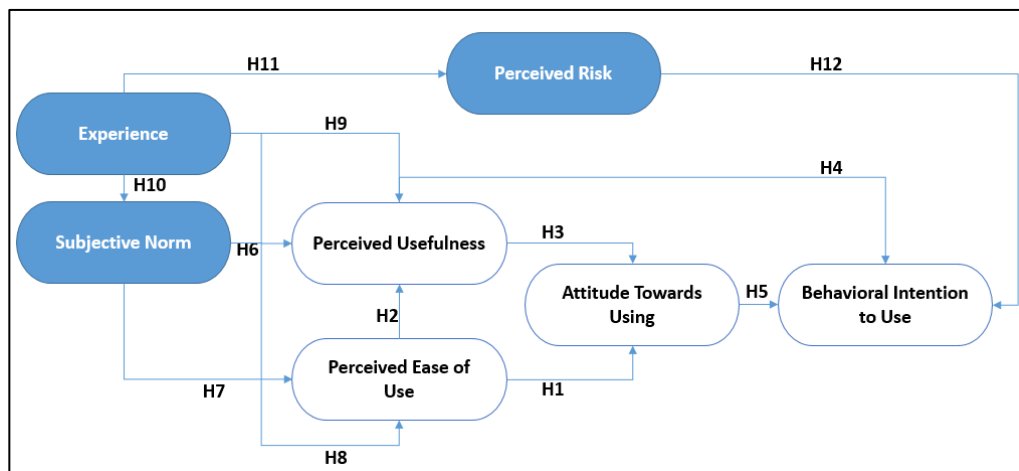 H11
Perceived Risk
H12
Experience
H9
H10
H4
Subjective Norm
H6
Perceived Usefulness
H3
Attitude Towards
Using
H5
Behavioral Intention
to Use
H2
Perceived Ease of
Use
H7
H1
H8